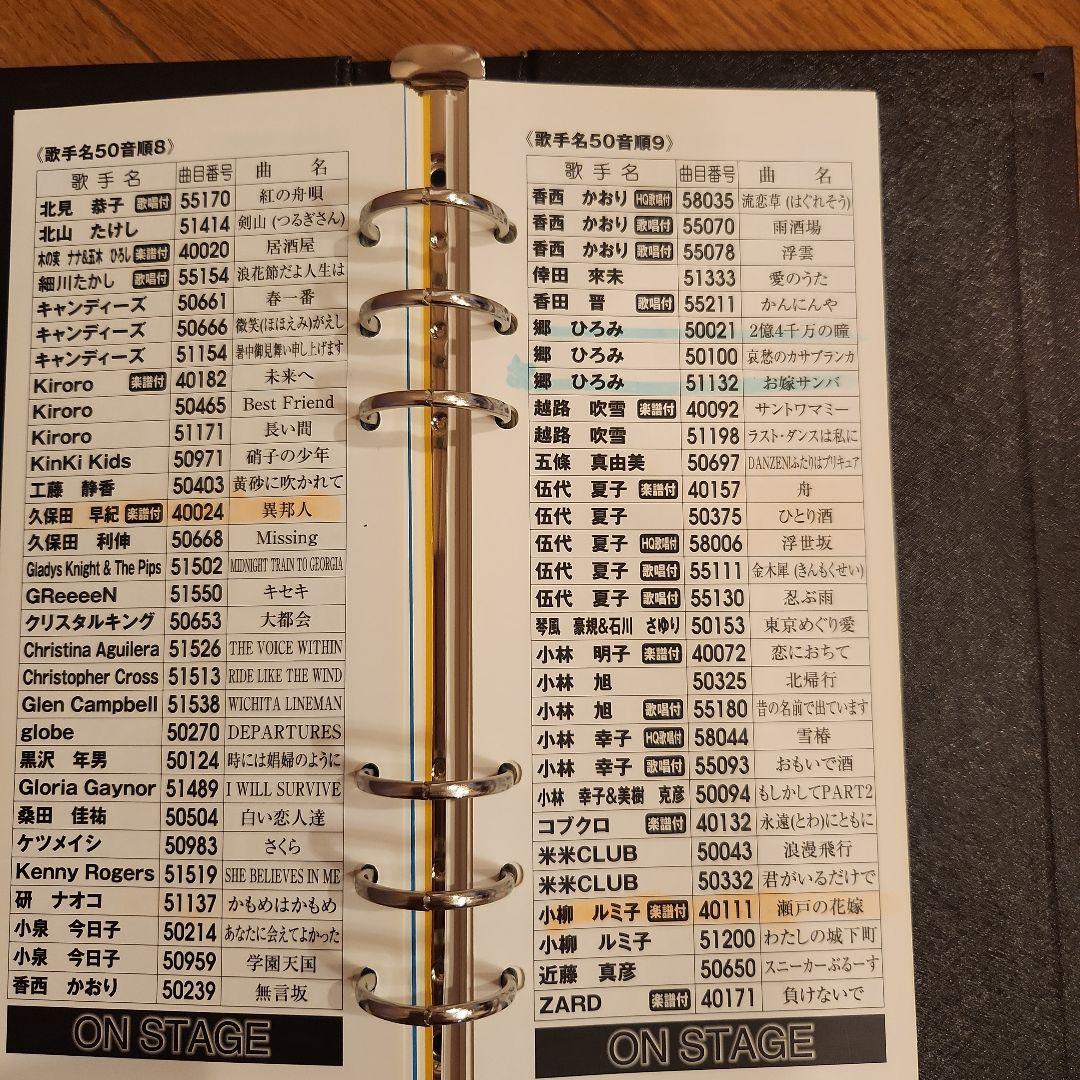 《歌手名50音順8》
歌手名 曲目番号 曲名
北見 恭子 歌唱付 55170 紅の舟唄
北山 たけし 51414 剣山 (つるぎさん)
木の実 ナナ&五木 ひろし 楽譜付 40020 居酒屋
細川たかし 歌唱付 55154 浪花節だよ人生は
キャンディーズ 50661 春一番
キャンディーズ 50666 微笑(ほほえみ)がえし
キャンディーズ 51154 暑中御見舞い申し上げます
Kiroro 楽譜付 40182 未来へ
Kiroro 50465 Best Friend
Kiroro 51171 長い間
KinKi Kids 50971 硝子の少年
工藤 静香 50403 黄砂に吹かれて
久保田 早紀 楽譜付 40024 異邦人
久保田 利伸 50668 Missing
Gladys Knight & The Pips 51502 MIDNIGHT TRAIN TO GEORGIA
GReeeeN 51550 キセキ
クリスタルキング 50653 大都会
Christina Aguilera 51526 THE VOICE WITHIN
Christopher Cross 51513 RIDE LIKE THE WIND
Glen Campbell 51538 WICHITA LINEMAN
globe 50270 DEPARTURES
黒沢 年男 50124 時には娼婦のように
Gloria Gaynor 51489 I WILL SURVIVE
桑田 佳祐 50504 白い恋人達
ケツメイシ 50983 さくら
Kenny Rogers 51519 SHE BELIEVES IN ME
研 ナオコ 51137 かもめはかもめ
小泉 今日子 50214 あなたに会えてよかった
小泉 今日子 50959 学園天国
香西 かおり 50239 無言坂
ON STAGE
《歌手名50音順9》
歌手名 曲目番号 曲名
香西 かおり HQ歌唱付 58035 流恋草 (はぐれそう)
香西 かおり 歌唱付 55070 雨酒場
香西 かおり 歌唱付 55078 浮雲
倖田 來未 51333 愛のうた
香田 晋 歌唱付 55211 かんにんや
郷 ひろみ 50021 2億4千万の瞳
郷 ひろみ 50100 哀愁のカサブランカ
郷 ひろみ 51132 お嫁サンバ
越路 吹雪 楽譜付 40092 サントワマミー
越路 吹雪 51198 ラスト・ダンスは私に
五條 真由美 50697 DANZEN!ふたりはプリキュア
伍代 夏子 楽譜付 40157 舟
伍代 夏子 50375 ひとり酒
伍代 夏子 HQ歌唱付 58006 浮世坂
伍代 夏子 歌唱付 55111 金木犀 (きんもくせい)
伍代 夏子 歌唱付 55130 忍ぶ雨
琴風 豪規&石川 さゆり 50153 東京めぐり愛
小林 明子 楽譜付 40072 恋におちて
小林 旭 50325 北帰行
小林 旭 歌唱付 55180 昔の名前で出ています
小林 幸子 HQ歌唱付 58044 雪椿
小林 幸子 歌唱付 55093 おもいで酒
小林 幸子&美樹 克彦 50094 もしかしてPART2
コブクロ 楽譜付 40132 永遠(とわ)にともに
米米CLUB 50043 浪漫飛行
米米CLUB 50332 君がいるだけで
小柳 ルミ子 楽譜付 40111 瀬戸の花嫁
小柳 ルミ子 51200 わたしの城下町
近藤 真彦 50650 スニーカーぶるーす
ZARD 楽譜付 40171 負けないで
ON STAGE